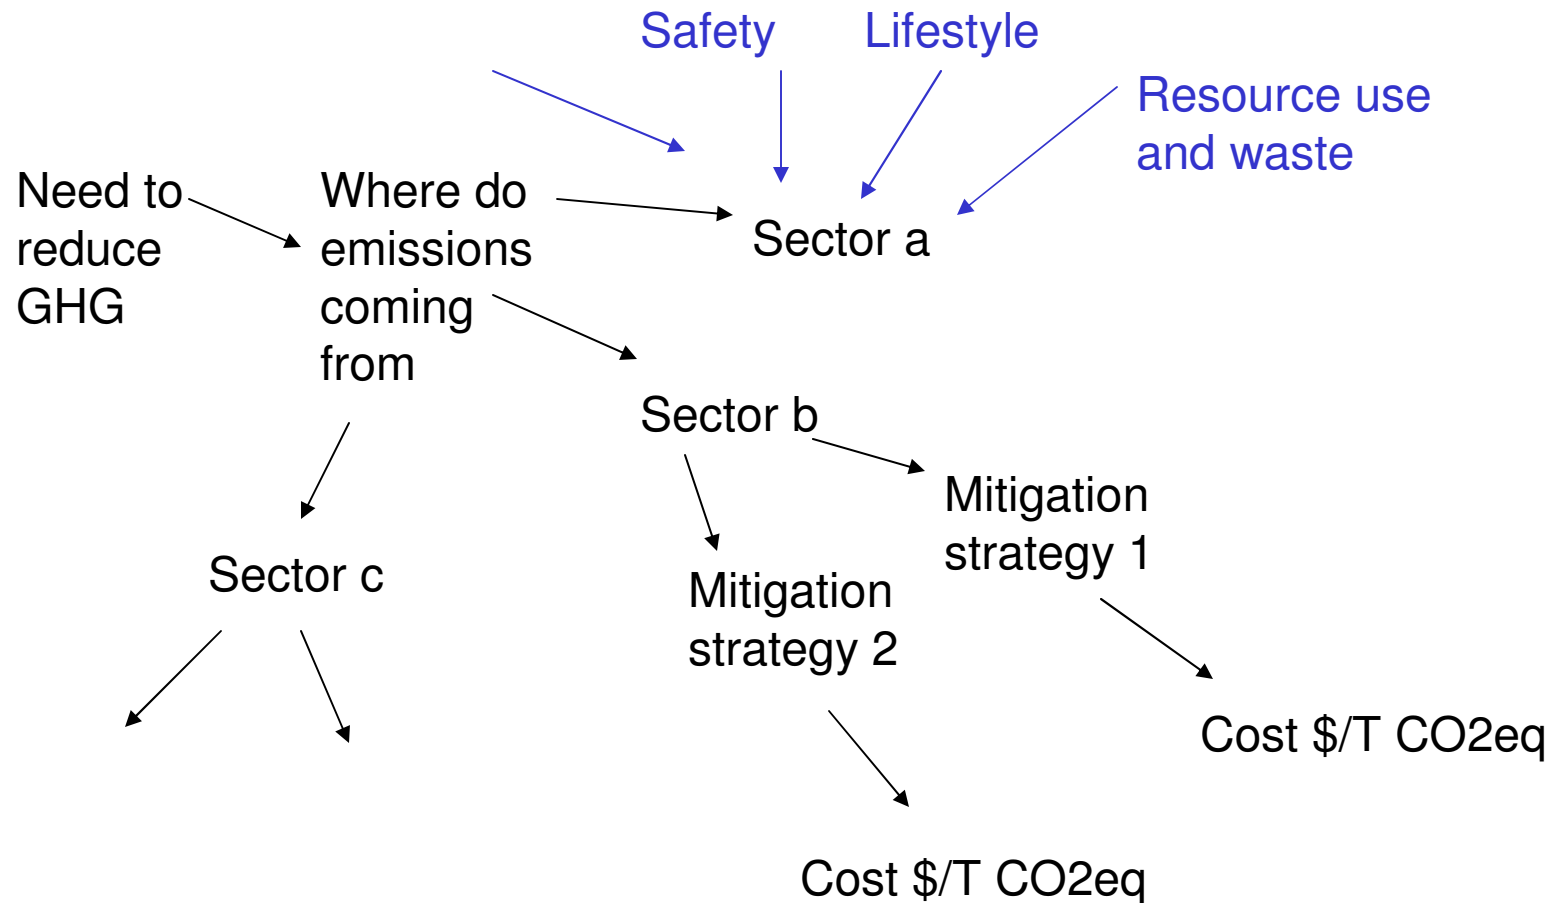 Safety
Lifestyle
Resource use
and waste
Need to
reduce
GHG
Where do
emissions
coming
from
Sector a
Sector b
Mitigation
strategy 1
Sector c
Mitigation
strategy 2
Cost $/T CO2eq
Cost $/T CO2eq